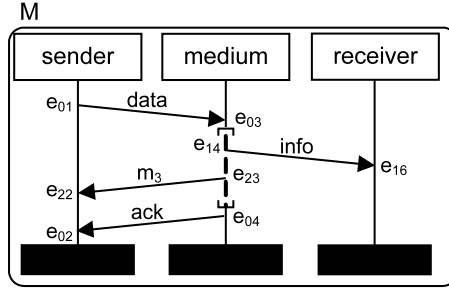 M
sender medium receiver
e01 data e03
e14 info e16
e22 m3 e23
e02 ack e04